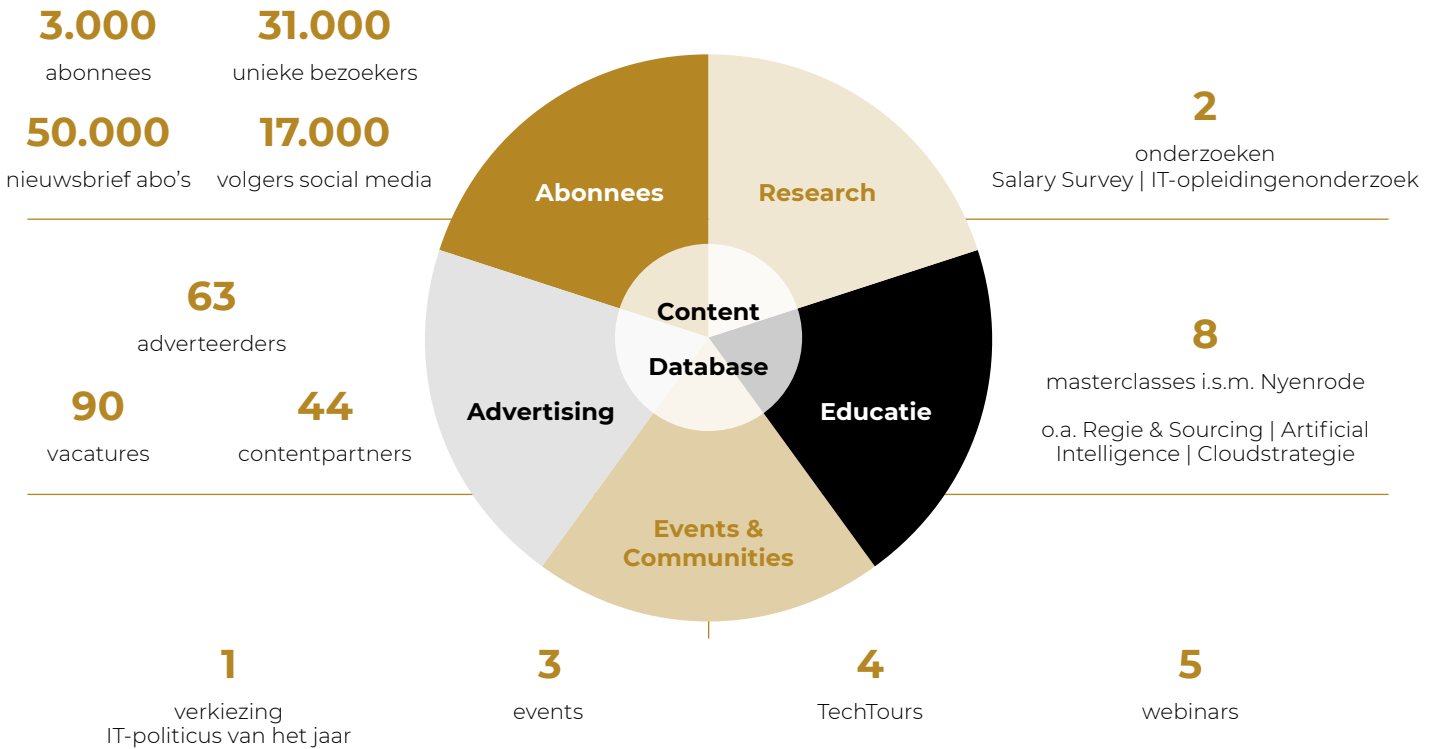 3.000
abonnees
31.000
unieke bezoekers
50.000
nieuwsbrief abo’s
17.000
volgers social media
63
adverteerders
90
vacatures
44
contentpartners
Abonnees
Research
Content
Database
Advertising
Educatie
Events &
Communities
2
onderzoeken
Salary Survey | IT-opleidingenonderzoek
8
masterclasses i.s.m. Nyenrode
o.a. Regie & Sourcing | Artificial
Intelligence | Cloudstrategie
1
verkiezing
IT-politicus van het jaar
3
events
4
TechTours
5
webinars